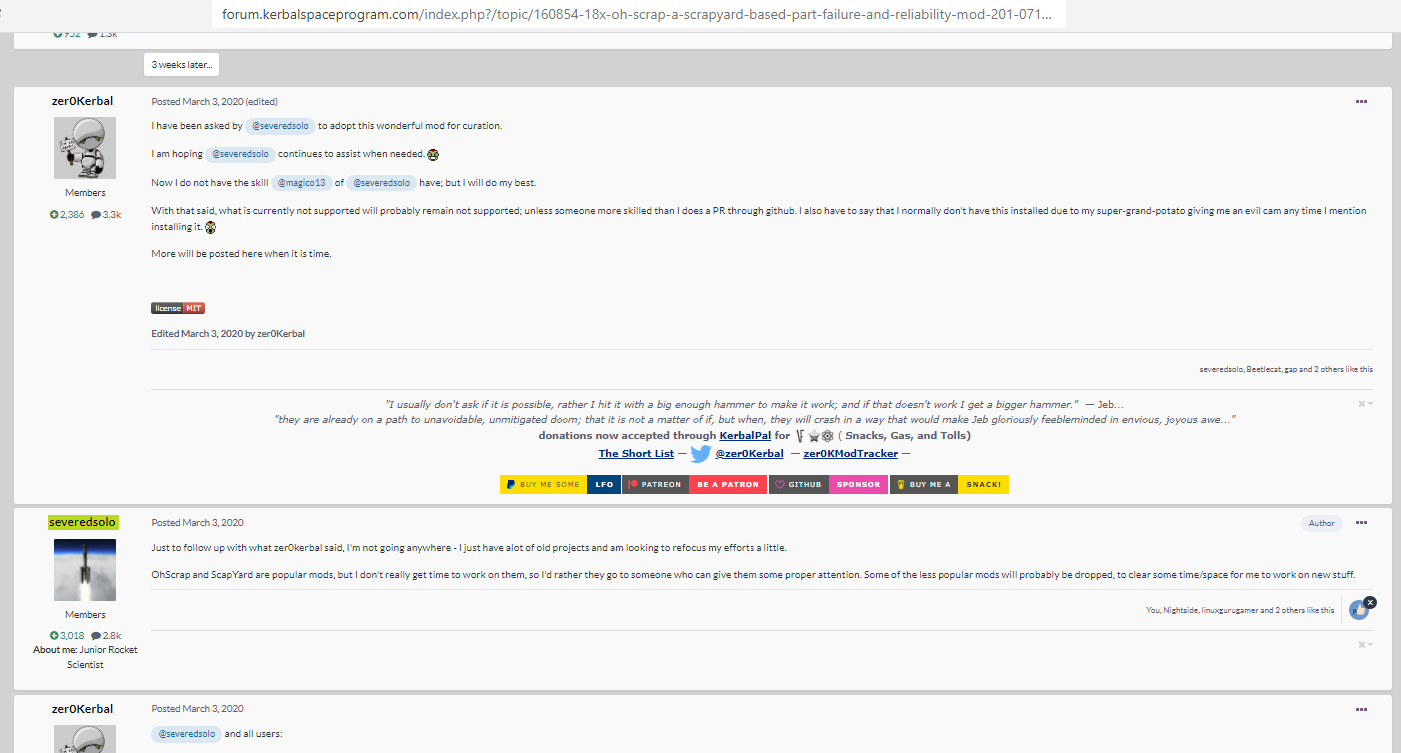 forum.kerbalspaceprogram.com/index.php?/topic/160854-18x-oh-scrap-a-scrapyard-based-part-failure-and-reliability-mod-201-071...
952 1.3k
3 weeks later...
zer0Kerbal
Posted March 3, 2020 (edited)
I have been asked by @severedsolo to adopt this wonderful mod for curation.
I am hoping @severedsolo continues to assist when needed.
Now I do not have the skill @magico13 of @severedsolo have; but I will do my best.
With that said, what is currently not supported will probably remain not supported; unless someone more skilled than I does a PR through github. I also have to say that I normally don't have this installed due to my super-grand-potato giving me an evil cam any time I mention
installing it.
More will be posted here when it is time.
Members
2,386 3.3k
license MIT
Edited March 3, 2020 by zer0Kerbal
severedsolo, Beetlecat, gap and 2 others like this
"I usually don't ask if it is possible, rather I hit it with a big enough hammer to make it work; and if that doesn't work I get a bigger hammer." — Jeb...
"they are already on a path to unavoidable, unmitigated doom; that it is not a matter of if, but when, they will crash in a way that would make Jeb gloriously feebleminded in envious, joyous awe..."
donations now accepted through KerbalPal for ( Snacks, Gas, and Tolls)
The Short List — @zer0Kerbal — zer0KModTracker —
BUY ME SOME LFO PATREON BE A PATRON GITHUB SPONSOR BUY ME A SNACK!
severedsolo
Posted March 3, 2020
Author
Just to follow up with what zer0kerbal said, I'm not going anywhere - I just have alot of old projects and am looking to refocus my efforts a little.
OhScrap and ScapYard are popular mods, but I don't really get time to work on them, so I'd rather they go to someone who can give them some proper attention. Some of the less popular mods will probably be dropped, to clear some time/space for me to work on new stuff.
Members
3,018 2.8k
About me: Junior Rocket
Scientist
You, Nightside, linuxgurugamer and 2 others like this
zer0Kerbal
Posted March 3, 2020
@severedsolo and all users: